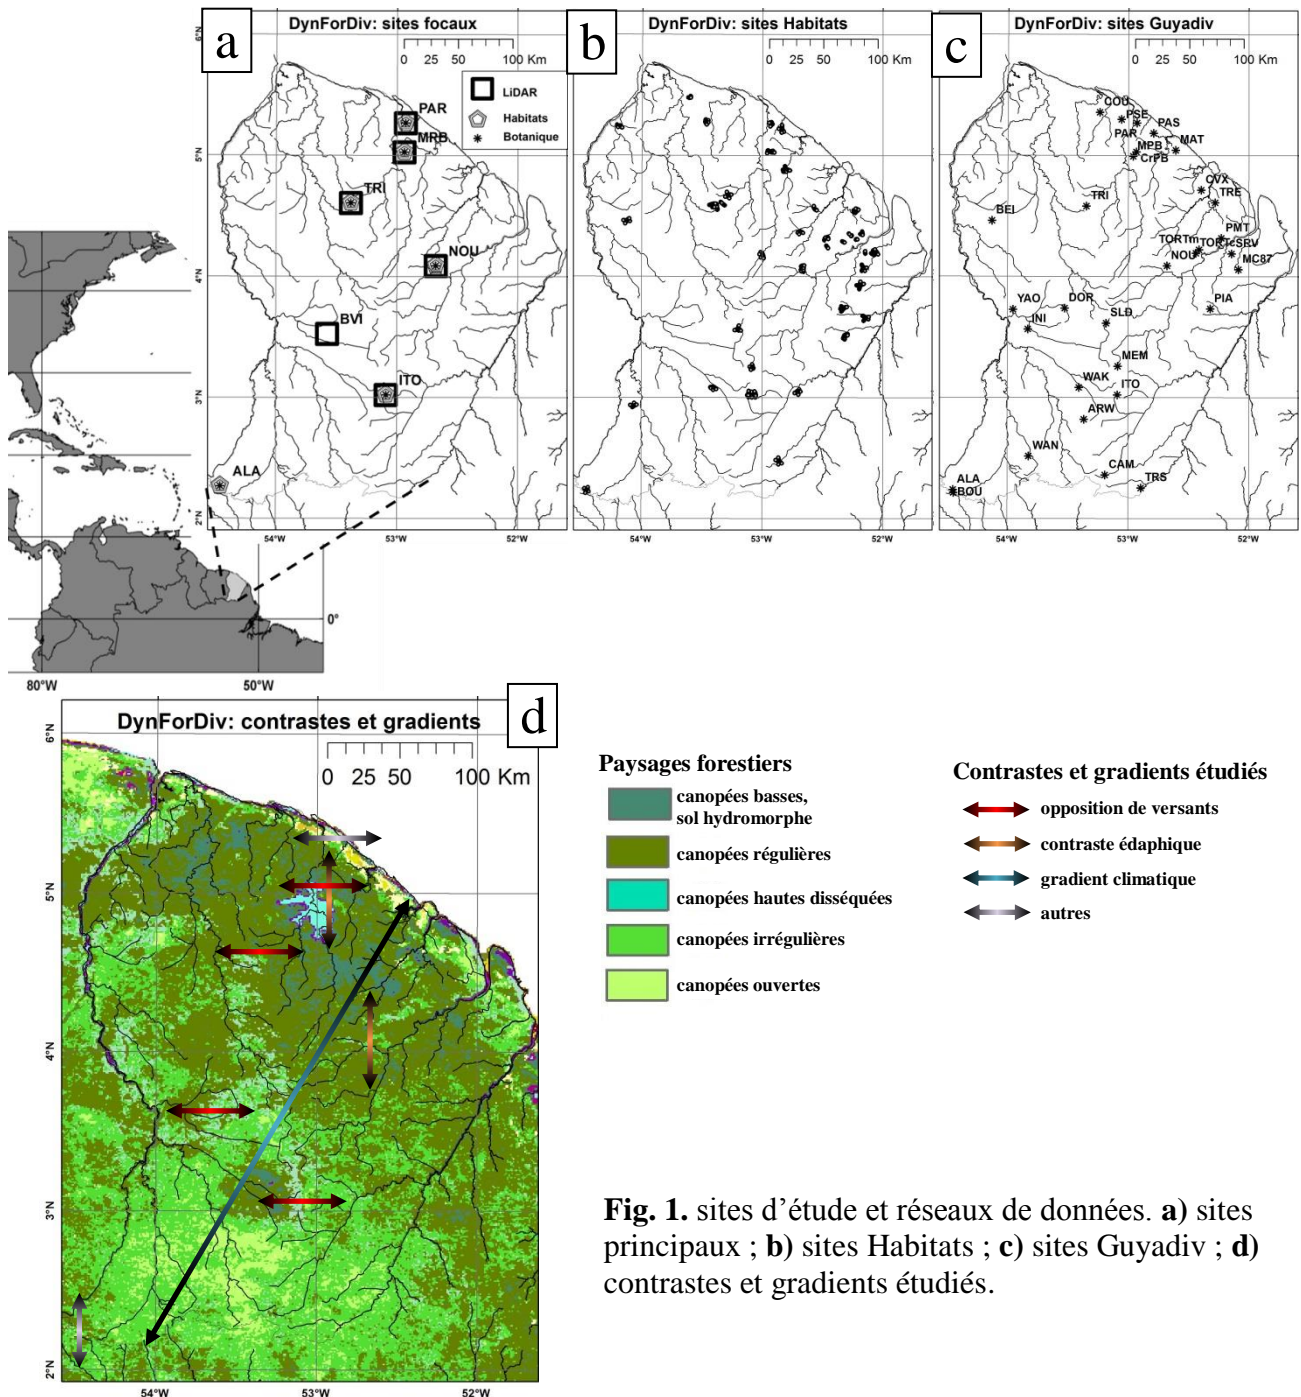 a
DynForDiv: sites focaux
0 25 50 100 Km
LiDAR
Habitats
Botanique
PAR
MRB
TRI
NOU
BVI
ITO
ALA
6°N
5°N
4°N
3°N
2°N
54°W 53°W 52°W
0°
80°W 50°W
b
DynForDiv: sites Habitats
0 25 50 100 Km
54°W 53°W 52°W
c
DynForDiv: sites Guyadiv
0 25 50 100 Km
COU
PSE
PAS
PAR
MAT
MPB
CrPB
CVX
TRE
TRI
BEI
PMT
TORTm
TORTcSRV
NOU
MC87
YAO
DOR
SLD
PIA
INI
MEM
WAK
ITO
ARW
WAN
CAM
TRS
ALA
BOU
54°W 53°W 52°W
d
DynForDiv: contrastes et gradients
0 25 50 100 Km
6°N
5°N
4°N
3°N
2°N
54°W 53°W 52°W
Paysages forestiers
canopées basses,
sol hydromorphe
canopées régulières
canopées hautes disséquées
canopées irrégulières
canopées ouvertes
Contrastes et gradients étudiés
opposition de versants
contraste édaphique
gradient climatique
autres
Fig. 1. sites d’étude et réseaux de données. a) sites
principaux ; b) sites Habitats ; c) sites Guyadiv ; d)
contrastes et gradients étudiés.